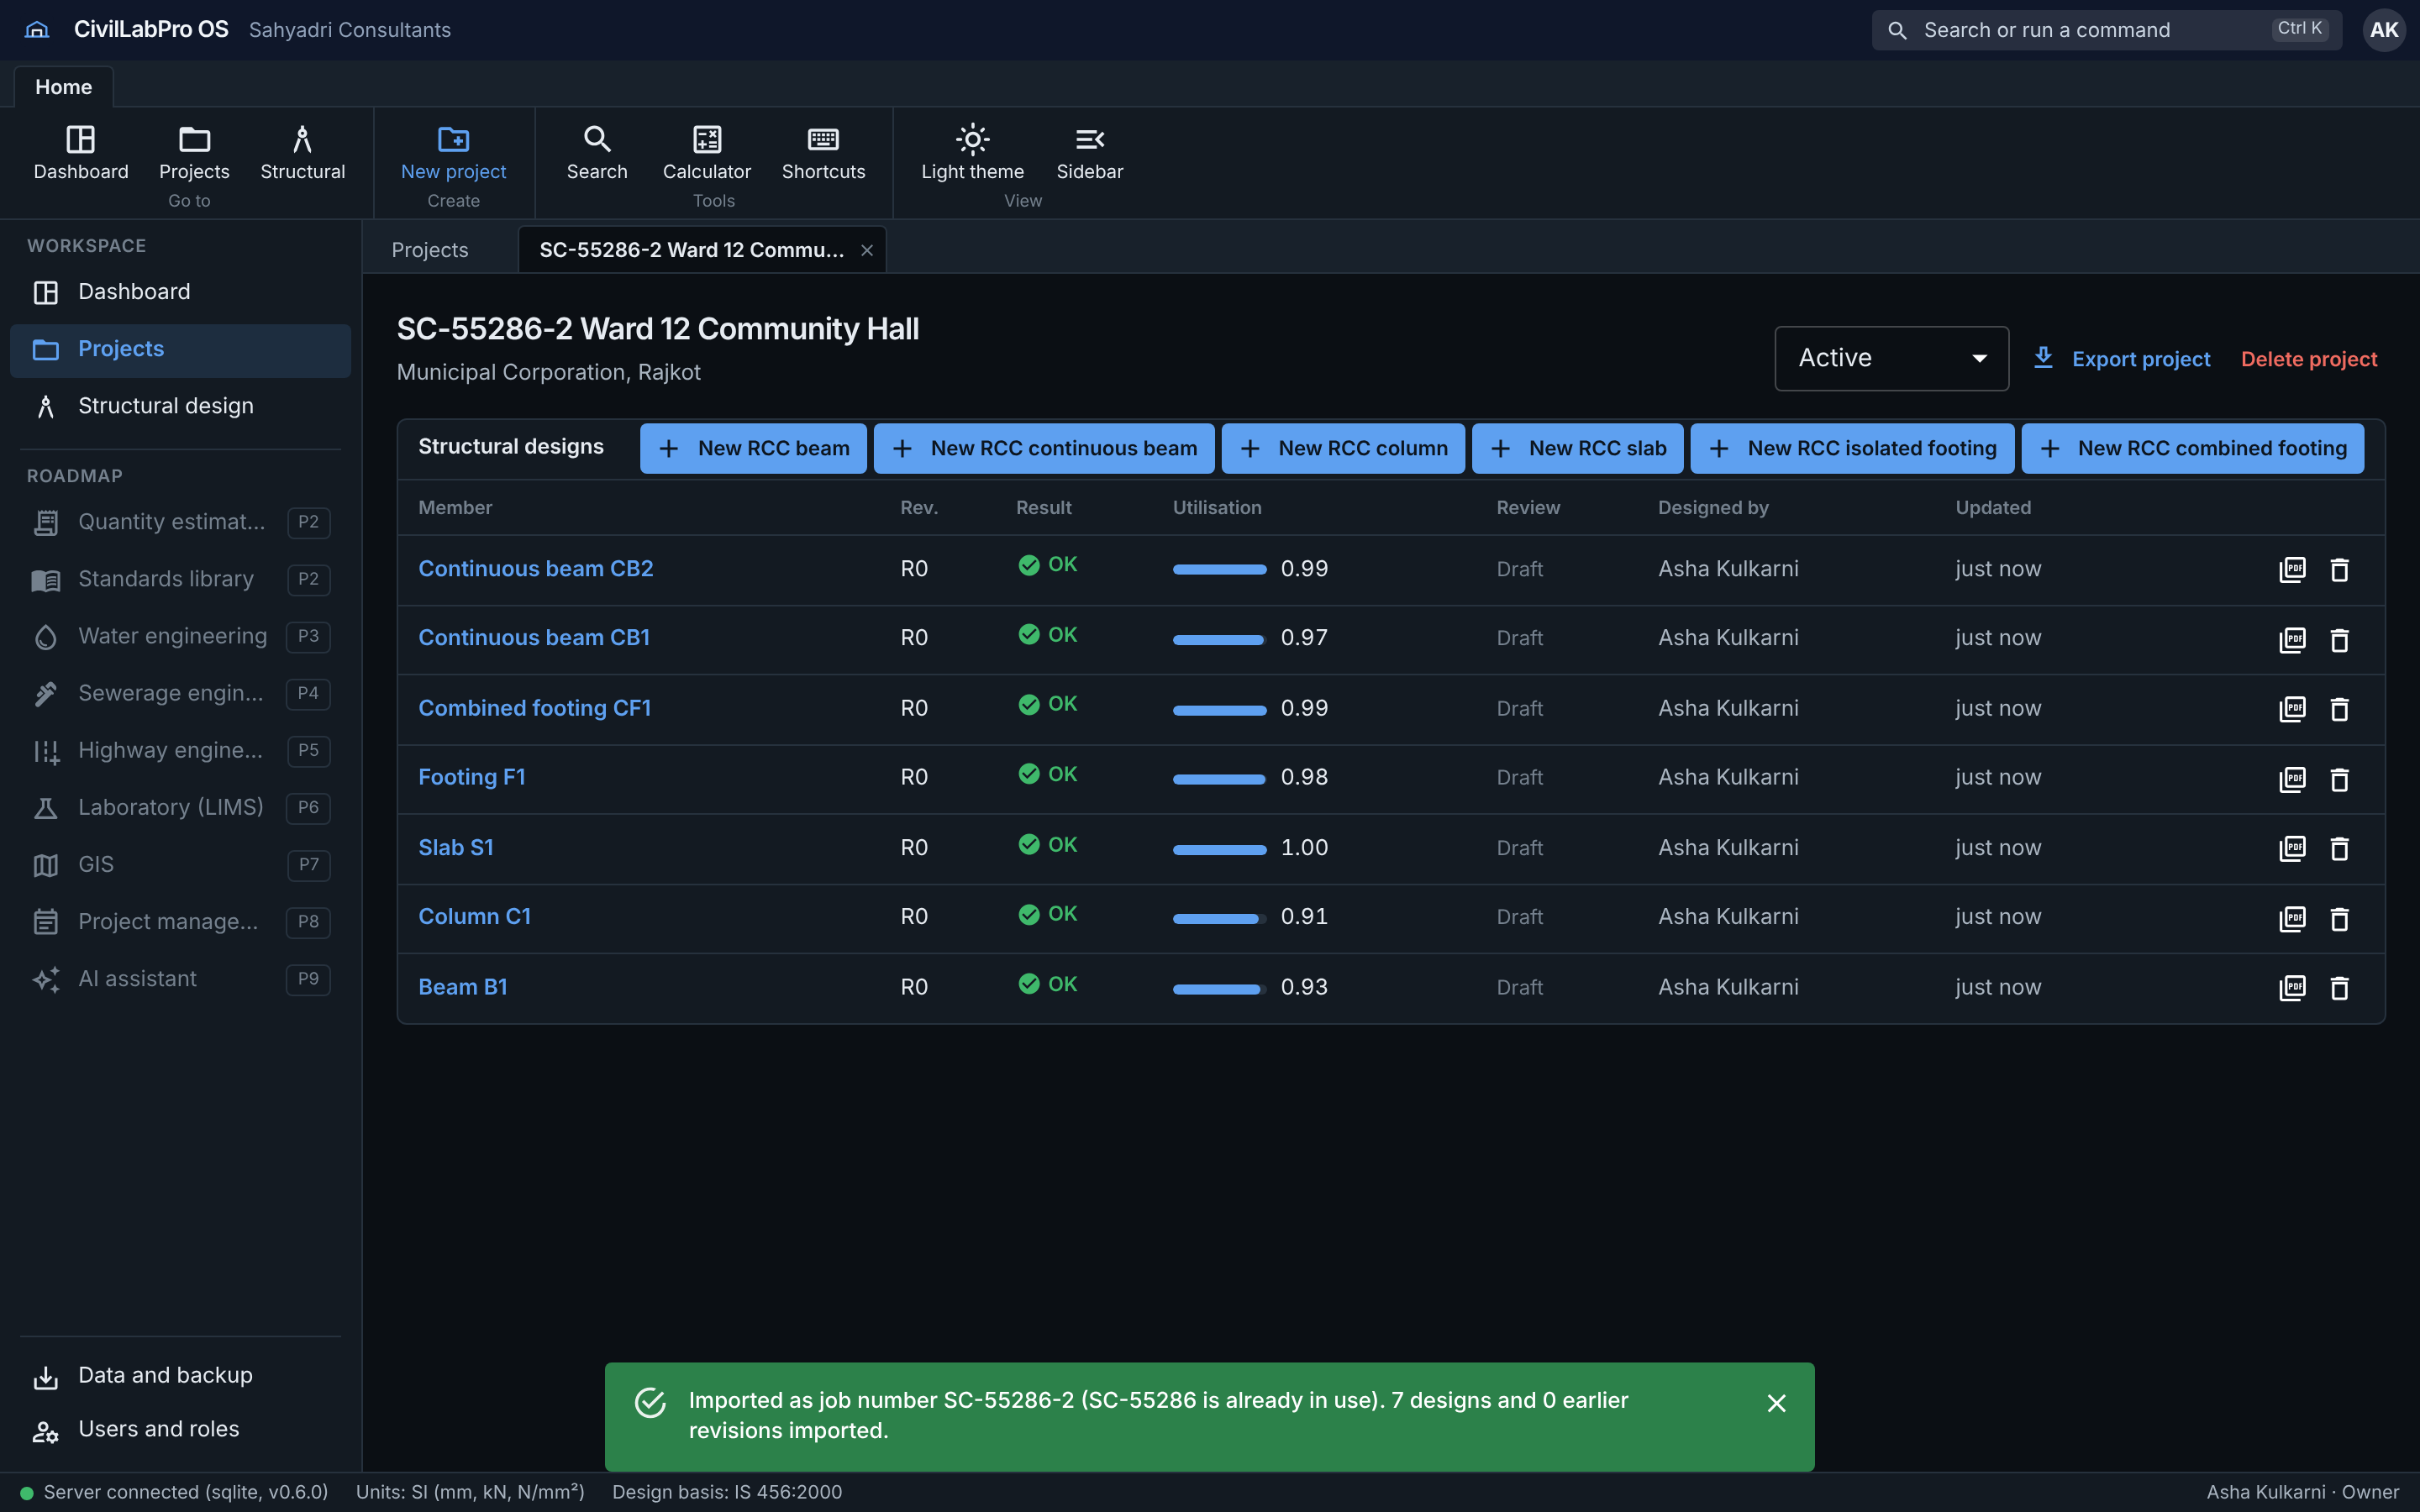 CivilLabPro OS Sahyadri Consultants
Search or run a command Ctrl K AK
Home
Dashboard Projects Structural New project Search Calculator Shortcuts Light theme Sidebar
Go to Create Tools View
WORKSPACE
Dashboard
Projects
Structural design
ROADMAP
Quantity estimat... P2
Standards library P2
Water engineering P3
Sewerage engin... P4
Highway engine... P5
Laboratory (LIMS) P6
GIS P7
Project manage... P8
AI assistant P9
Data and backup
Users and roles
Projects SC-55286-2 Ward 12 Commu...
SC-55286-2 Ward 12 Community Hall
Municipal Corporation, Rajkot
Active Export project Delete project
Structural designs New RCC beam New RCC continuous beam New RCC column New RCC slab New RCC isolated footing New RCC combined footing
Member Rev. Result Utilisation Review Designed by Updated
Continuous beam CB2 R0 OK 0.99 Draft Asha Kulkarni just now PDF
Continuous beam CB1 R0 OK 0.97 Draft Asha Kulkarni just now PDF
Combined footing CF1 R0 OK 0.99 Draft Asha Kulkarni just now PDF
Footing F1 R0 OK 0.98 Draft Asha Kulkarni just now PDF
Slab S1 R0 OK 1.00 Draft Asha Kulkarni just now PDF
Column C1 R0 OK 0.91 Draft Asha Kulkarni just now PDF
Beam B1 R0 OK 0.93 Draft Asha Kulkarni just now PDF
Imported as job number SC-55286-2 (SC-55286 is already in use). 7 designs and 0 earlier
revisions imported.
Server connected (sqlite, v0.6.0) Units: SI (mm, kN, N/mm²) Design basis: IS 456:2000 Asha Kulkarni · Owner